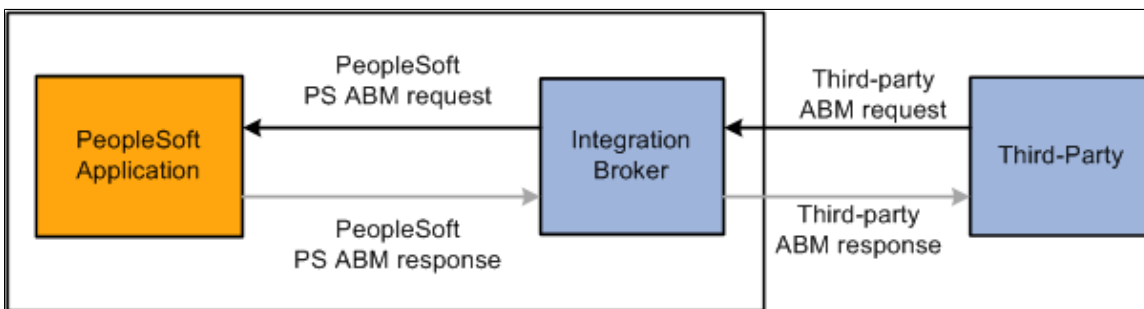 PeopleSoft
PS ABM request
Third-party
ABM request
PeopleSoft
Application
Integration
Broker
Third-Party
PeopleSoft
PS ABM response
Third-party
ABM response